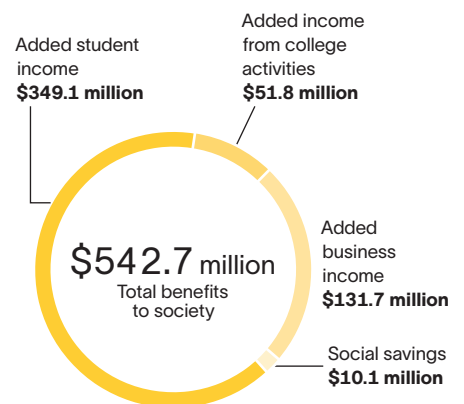 Added student
income
$349.1 million
Added income
from college
activities
$51.8 million
$542.7 million
Total benefits
to society
Added
business
income
$131.7 million
Social savings
$10.1 million